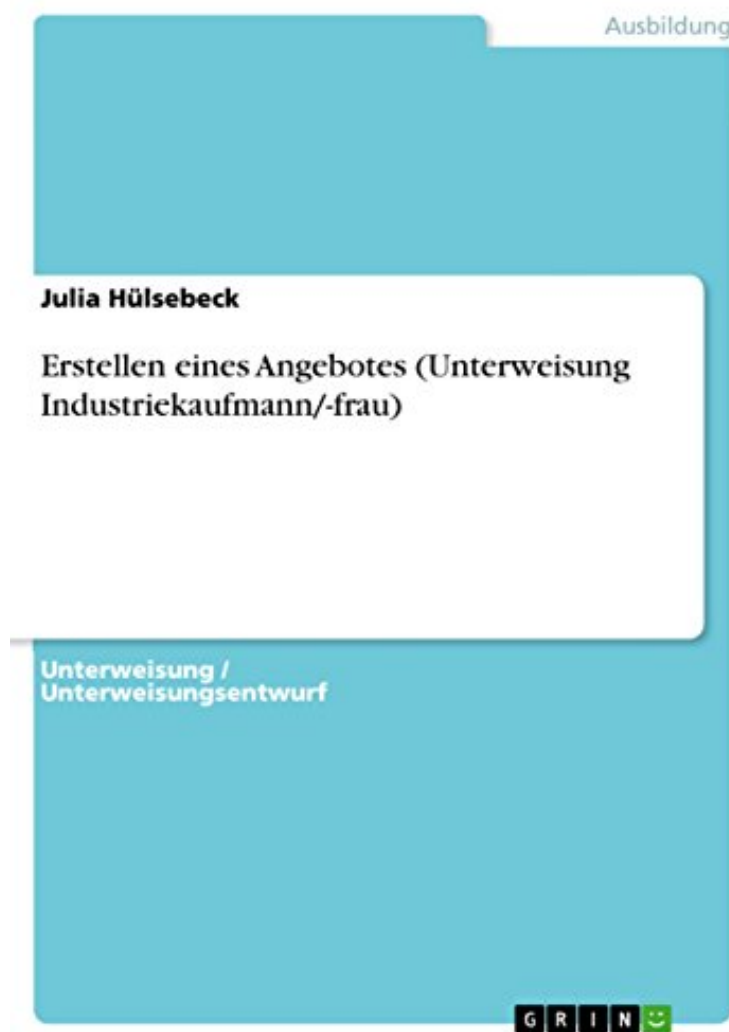 Ausbildung
Julia Hülsebeck
Erstellen eines Angebotes (Unterweisung
Industriekaufmann/-frau)
Unterweisung /
Unterweisungsentwurf
GRIN